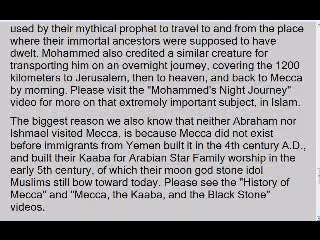 used by their mythical prophet to travel to and from the place
where their immortal ancestors were supposed to have
dwelt. Mohammed also credited a similar creature for
transporting him on an overnight journey, covering the 1200
kilometers to Jerusalem, then to heaven, and back to Mecca
by morning. Please visit the "Mohammed's Night Journey"
video for more on that extremely important subject, in Islam.
The biggest reason we also know that neither Abraham nor
Ishmael visited Mecca, is because Mecca did not exist
before immigrants from Yemen built it in the 4th century A.D.,
and built their Kaaba for Arabian Star Family worship in the
early 5th century, of which their moon god stone idol
Muslims still bow toward today. Please see the "History of
Mecca" and "Mecca, the Kaaba, and the Black Stone"
videos.